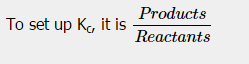 To set up Kc, it is Products / Reactants